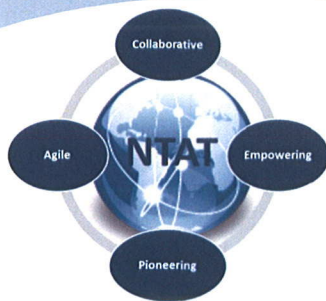 Collaborative
Agile
NTAT
Empowering
Pioneering